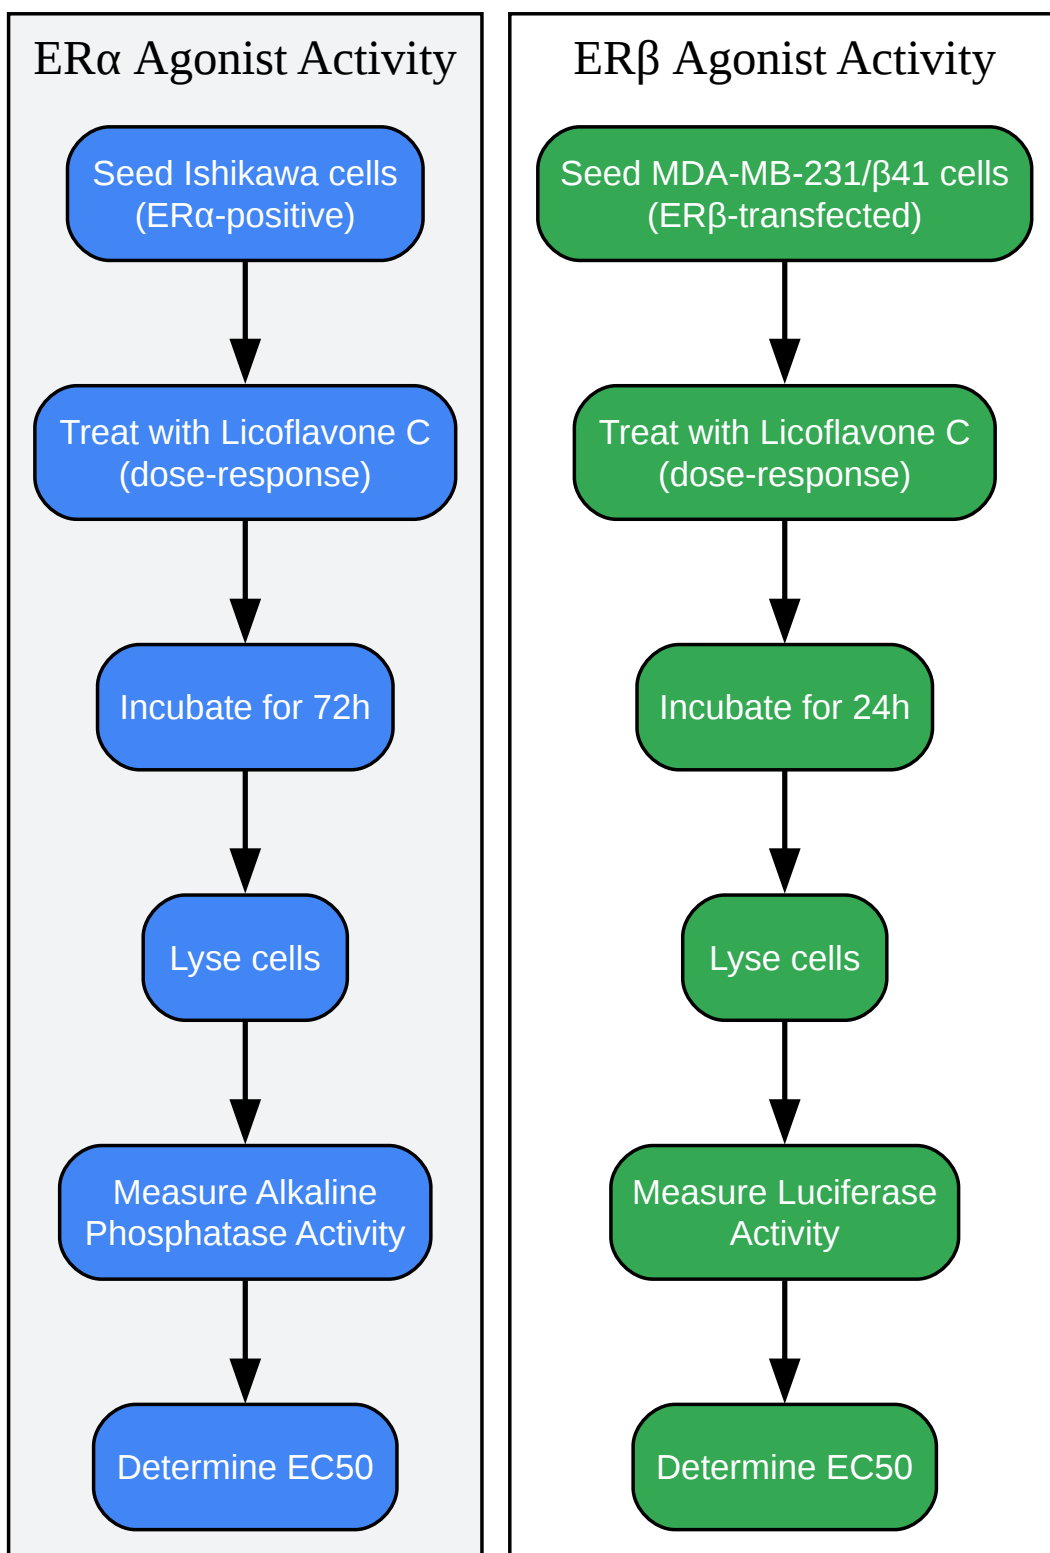 ERα Agonist Activity
Seed Ishikawa cells
(ERα-positive)
Treat with Licoflavone C
(dose-response)
Incubate for 72h
Lyse cells
Measure Alkaline
Phosphatase Activity
Determine EC50
ERβ Agonist Activity
Seed MDA-MB-231/β41 cells
(ERβ-transfected)
Treat with Licoflavone C
(dose-response)
Incubate for 24h
Lyse cells
Measure Luciferase
Activity
Determine EC50